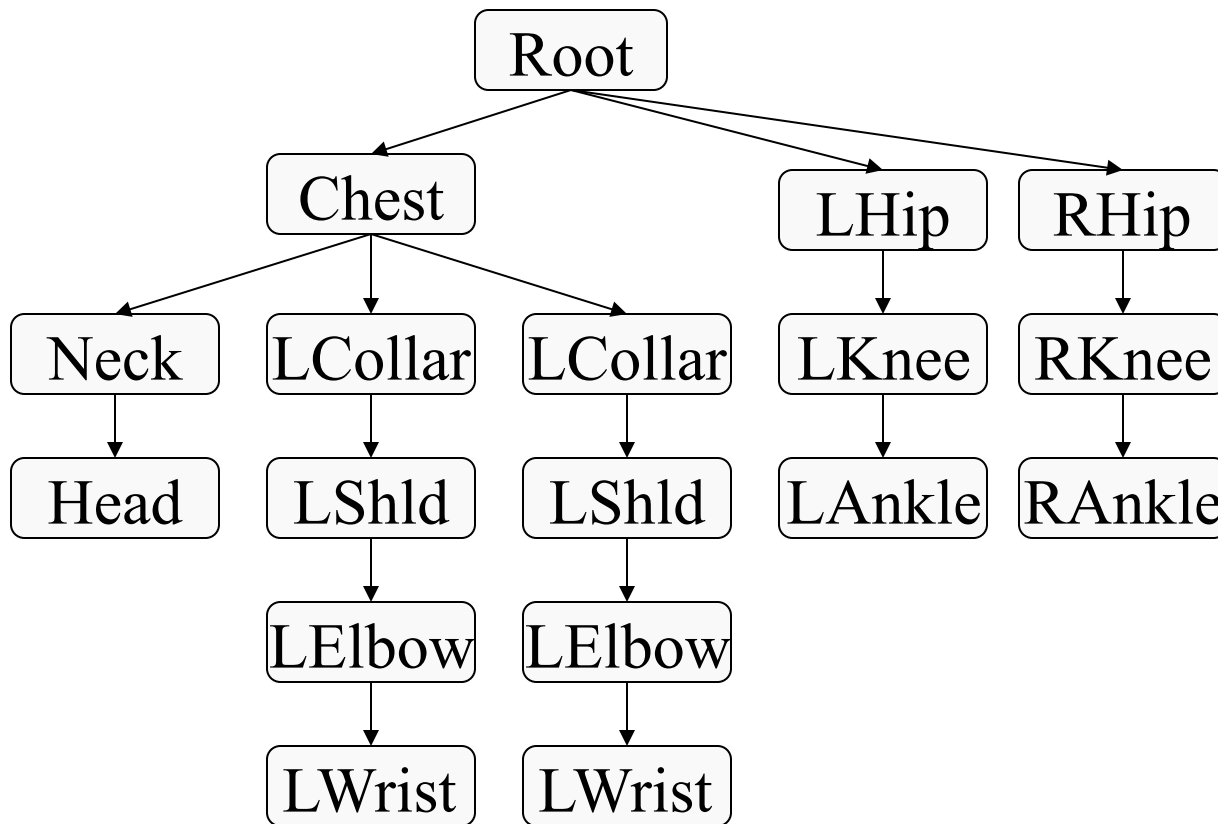 Root
Chest
LHip
RHip
Neck
LCollar
LCollar
LKnee
RKnee
Head
LShld
LShld
LAnkle
RAnkle
LElbow
LElbow
LWrist
LWrist